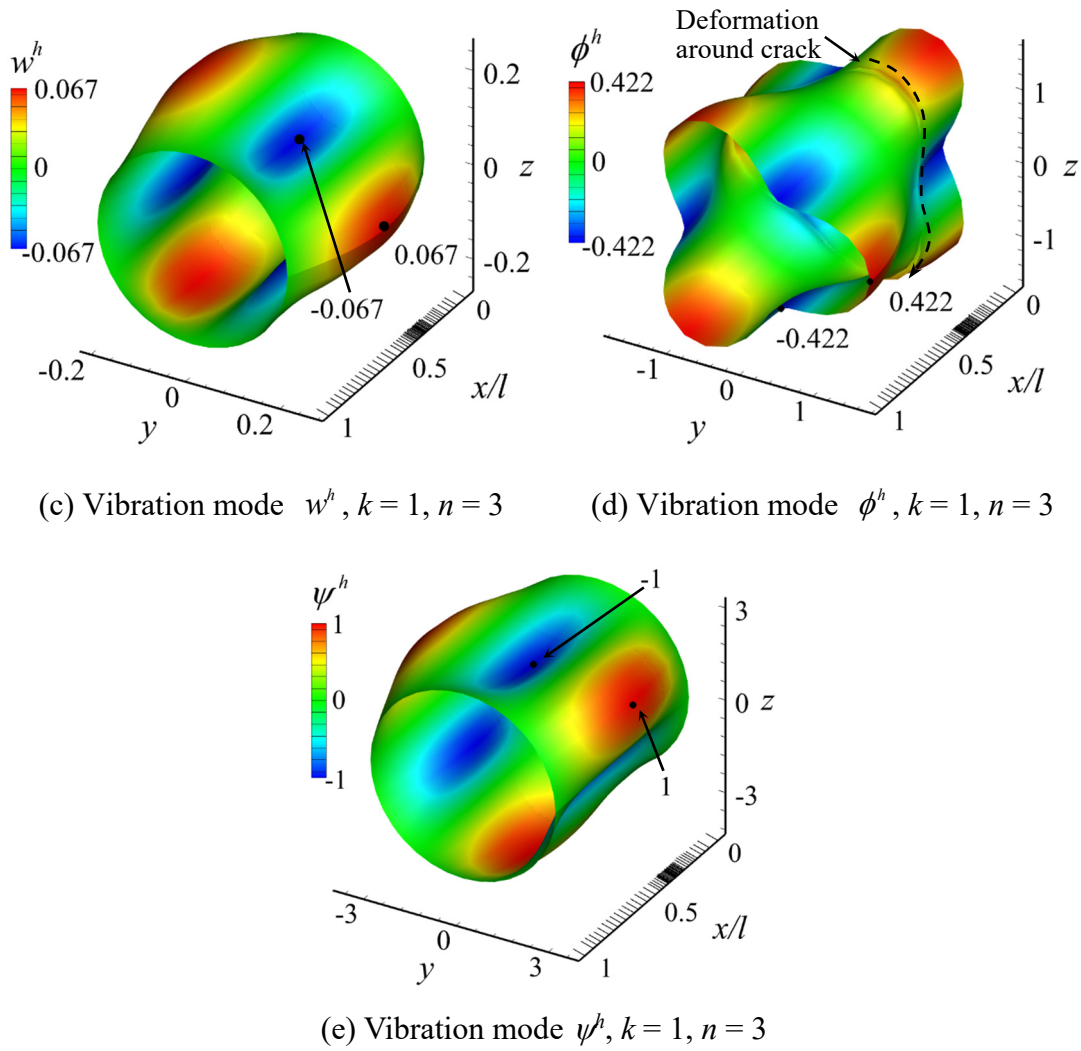 w^h
0.067
0
-0.067
0.2
0
z
-0.2
0.067
-0.067
0
0.5
x/l
1
-0.2
0
0.2
y
Deformation
around crack
ϕ^h
0.422
0
-0.422
1
0
z
-1
0.422
-0.422
0
0.5
x/l
1
-1
0
1
y
(c) Vibration mode w^h, k = 1, n = 3
(d) Vibration mode ϕ^h, k = 1, n = 3
ψ^h
1
0
-1
-1
3
0 z
-3
1
0
0.5
x/l
1
-3
0
3
y
(e) Vibration mode ψ^h, k = 1, n = 3